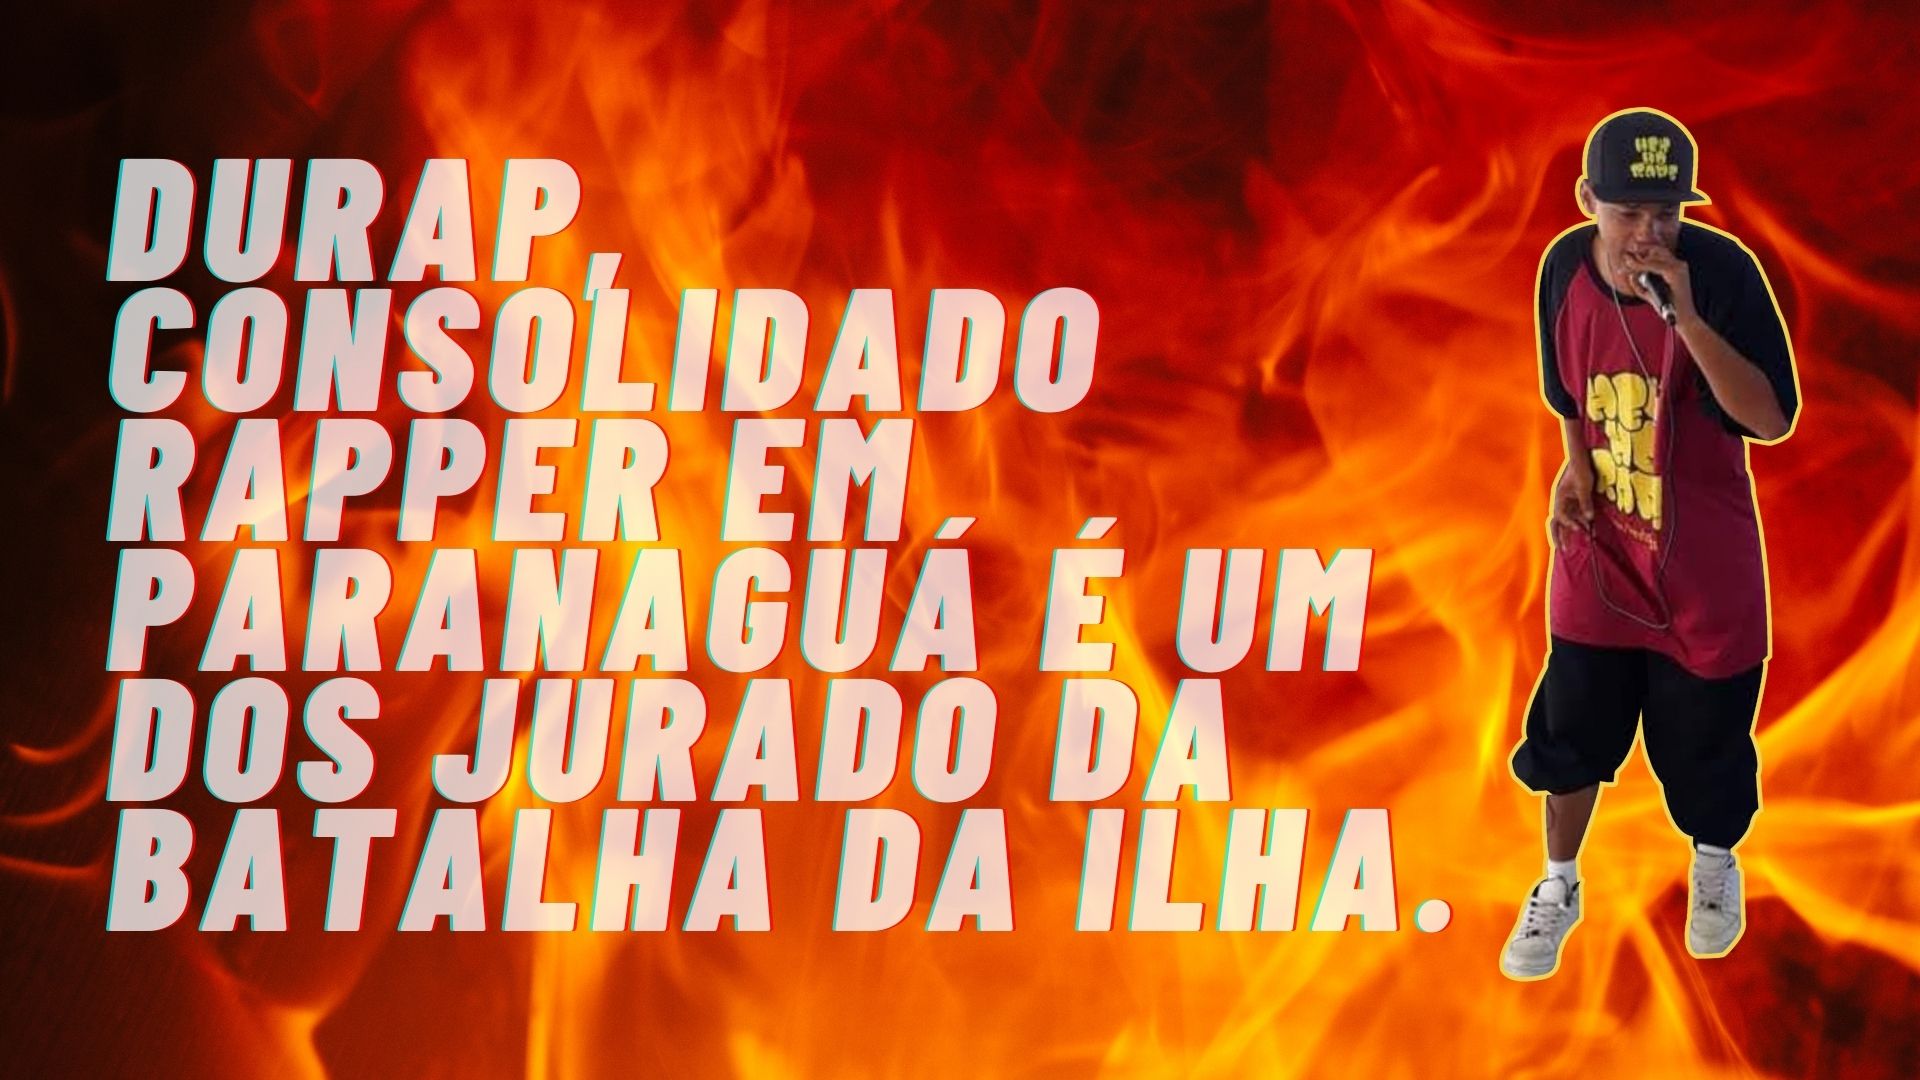 DURAP,
CONSOLIDADO
RAPPER EM
PARANAGUÁ É UM
DOS JURADO DA
BATALHA DA ILHA.